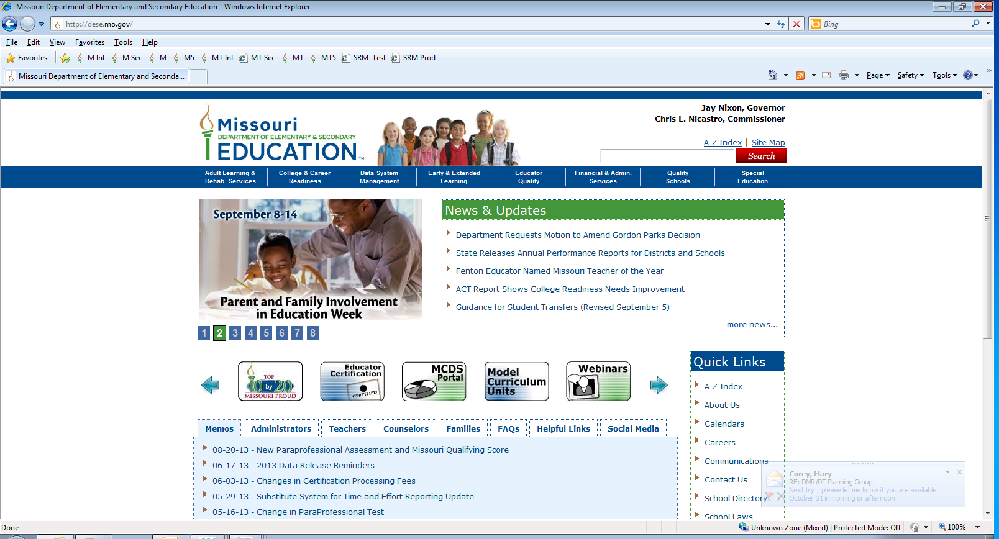 Missouri Department of Elementary and Secondary Education - Windows Internet Explorer
http://dese.mo.gov/
Bing
File Edit View Favorites Tools Help
Favorites M Int M Sec M M5 MT Int MT Sec MT MT5 SRM Test SRM Prod
Missouri Department of Elementary and Seconda...
Page Safety Tools
Jay Nixon, Governor
Chris L. Nicastro, Commissioner
Missouri
DEPARTMENT OF ELEMENTARY & SECONDARY
EDUCATION™
A-Z Index | Site Map
Search
Adult Learning &
Rehab. Services
College & Career
Readiness
Data System
Management
Early & Extended
Learning
Educator
Quality
Financial & Admin.
Services
Quality
Schools
Special
Education
September 8-14
Parent and Family Involvement
in Education Week
1 2 3 4 5 6 7 8
News & Updates
Department Requests Motion to Amend Gordon Parks Decision
State Releases Annual Performance Reports for Districts and Schools
Fenton Educator Named Missouri Teacher of the Year
ACT Report Shows College Readiness Needs Improvement
Guidance for Student Transfers (Revised September 5)
more news...
TOP
10 by 20
MISSOURI PROUD
Educator
Certification
CERTIFIED
MCDS
Portal
Model
Curriculum
Units
Webinars
Memos Administrators Teachers Counselors Families FAQs Helpful Links Social Media
08-20-13 - New Paraprofessional Assessment and Missouri Qualifying Score
06-17-13 - 2013 Data Release Reminders
06-03-13 - Changes in Certification Processing Fees
05-29-13 - Substitute System for Time and Effort Reporting Update
05-16-13 - Change in ParaProfessional Test
Quick Links
A-Z Index
About Us
Calendars
Careers
Communications
Contact Us
School Directory
School Laws
Corey, Mary
RE: DMR/DT Planning Group
Next try... please let me know if you are available
October 31 in morning or afternoon
Done
Unknown Zone (Mixed) | Protected Mode: Off
100%